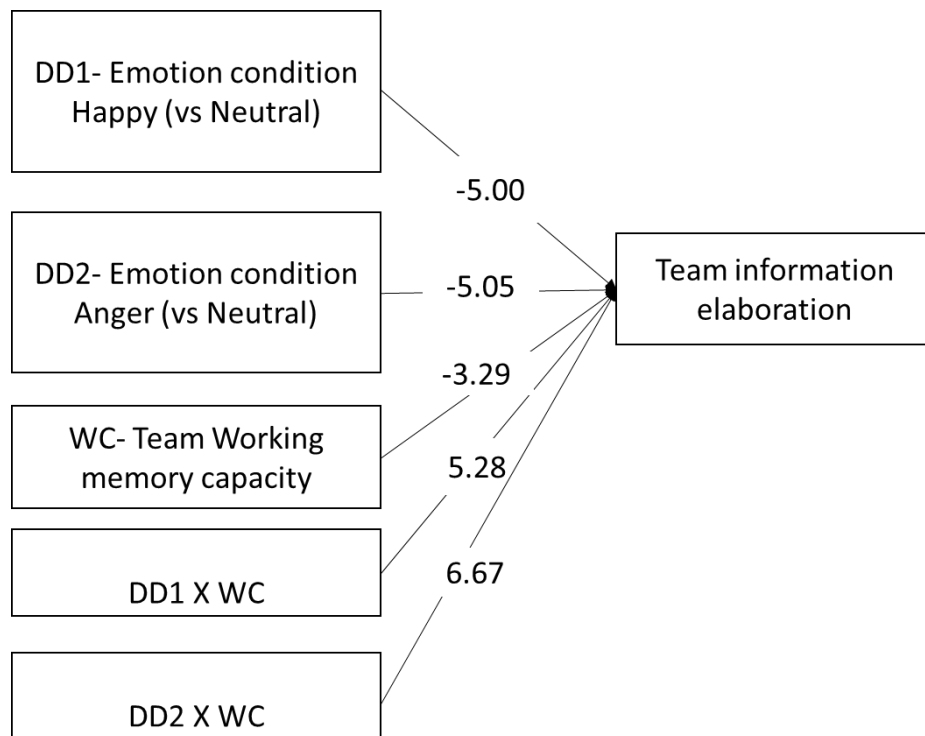 DD1- Emotion condition
Happy (vs Neutral)
-5.00
DD2- Emotion condition
Anger (vs Neutral)
-5.05
Team information
elaboration
-3.29
WC- Team Working
memory capacity
5.28
DD1 X WC
6.67
DD2 X WC